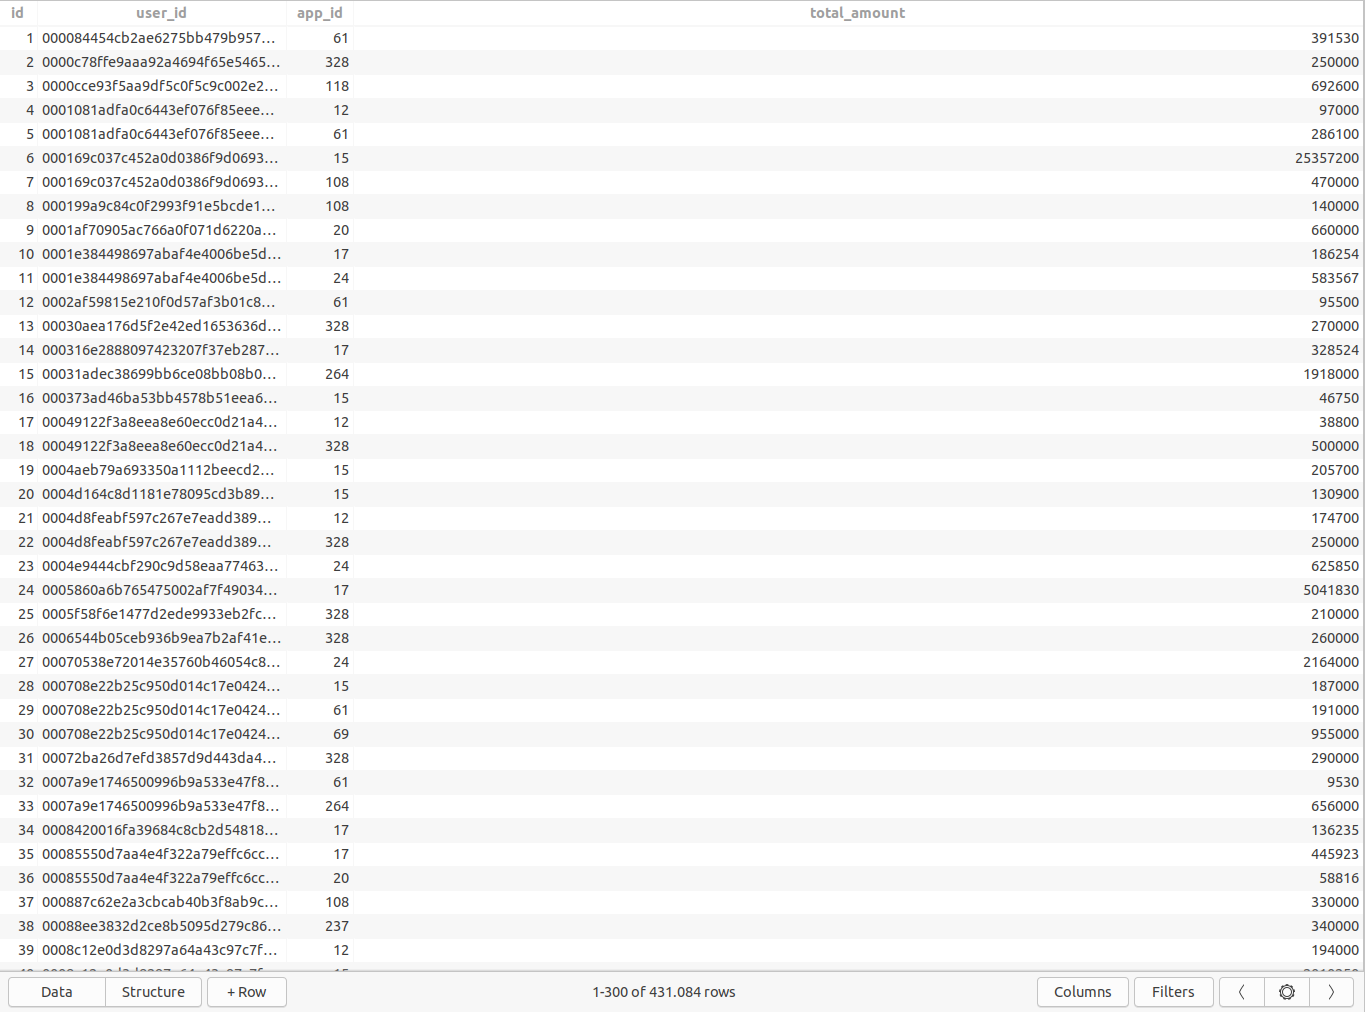 id user_id app_id total_amount
1 000084454cb2ae6275bb479b957... 61 391530
2 0000c78ffe9aaa92a4694f65e5465... 328 250000
3 0000cce93f5aa9df5c0f5c9c002e2... 118 692600
4 0001081adfa0c6443ef076f85eee... 12 97000
5 0001081adfa0c6443ef076f85eee... 61 286100
6 000169c037c452a0d0386f9d0693... 15 25357200
7 000169c037c452a0d0386f9d0693... 108 470000
8 000199a9c84c0f2993f91e5bcde1... 108 140000
9 0001af70905ac766a0f071d6220a... 20 660000
10 0001e384498697abaf4e4006be5d... 17 186254
11 0001e384498697abaf4e4006be5d... 24 583567
12 0002af59815e210f0d57af3b01c8... 61 95500
13 00030aea176d5f2e42ed1653636d... 328 270000
14 000316e2888097423207f37eb287... 17 328524
15 00031adec38699bb6ce08bb08b0... 264 1918000
16 000373ad46ba53bb4578b51eea6... 15 46750
17 00049122f3a8eea8e60ecc0d21a4... 12 38800
18 00049122f3a8eea8e60ecc0d21a4... 328 500000
19 0004aeb79a693350a1112beecd2... 15 205700
20 0004d164c8d1181e78095cd3b89... 15 130900
21 0004d8feabf597c267e7eadd389... 12 174700
22 0004d8feabf597c267e7eadd389... 328 250000
23 0004e9444cbf290c9d58eaa77463... 24 625850
24 0005860a6b765475002af7f49034... 17 5041830
25 0005f58f6e1477d2ede9933eb2fc... 328 210000
26 0006544b05ceb936b9ea7b2af41e... 328 260000
27 00070538e72014e35760b46054c8... 24 2164000
28 000708e22b25c950d014c17e0424... 15 187000
29 000708e22b25c950d014c17e0424... 61 191000
30 000708e22b25c950d014c17e0424... 69 955000
31 00072ba26d7efd3857d9d443da4... 328 290000
32 0007a9e1746500996b9a533e47f8... 61 9530
33 0007a9e1746500996b9a533e47f8... 264 656000
34 0008420016fa39684c8cb2d54818... 17 136235
35 00085550d7aa4e4f322a79effc6cc... 17 445923
36 00085550d7aa4e4f322a79effc6cc... 20 58816
37 000887c62e2a3cbcab40b3f8ab9c... 108 330000
38 00088ee3832d2ce8b5095d279c86... 237 340000
39 0008c12e0d3d8297a64a43c97c7f... 12 194000
Data Structure + Row 1-300 of 431.084 rows Columns Filters